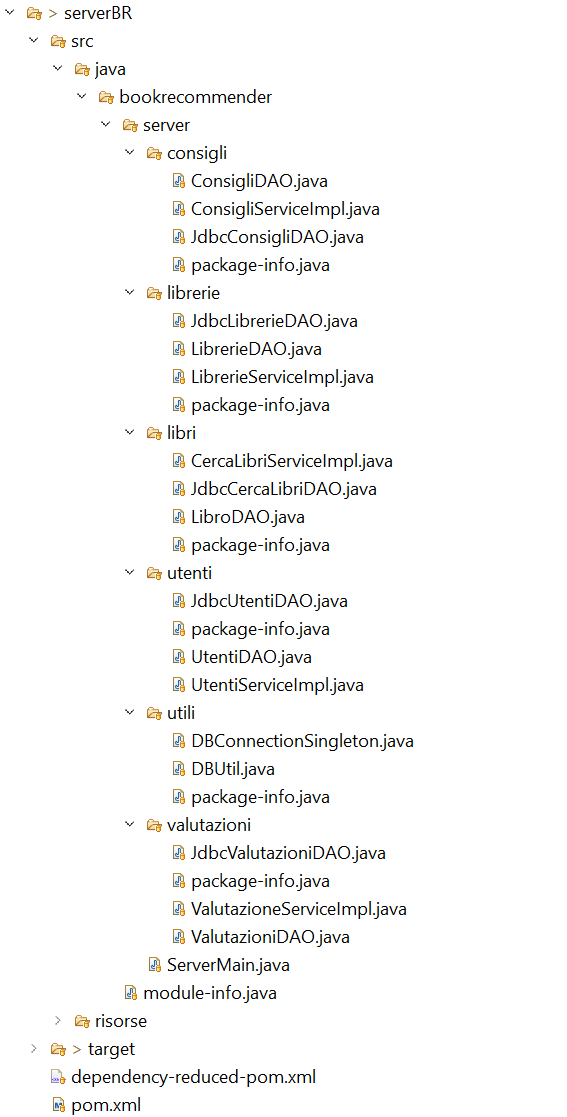 > serverBR
src
java
bookrecommender
server
consigli
ConsigliDAO.java
ConsigliServiceImpl.java
JdbcConsigliDAO.java
package-info.java
librerie
JdbcLibrerieDAO.java
LibrerieDAO.java
LibrerieServiceImpl.java
package-info.java
libri
CercaLibriServiceImpl.java
JdbcCercaLibriDAO.java
LibroDAO.java
package-info.java
utenti
JdbcUtentiDAO.java
package-info.java
UtentiDAO.java
UtentiServiceImpl.java
utili
DBConnectionSingleton.java
DBUtil.java
package-info.java
valutazioni
JdbcValutazioniDAO.java
package-info.java
ValutazioneServiceImpl.java
ValutazioniDAO.java
ServerMain.java
module-info.java
risorse
> target
dependency-reduced-pom.xml
pom.xml